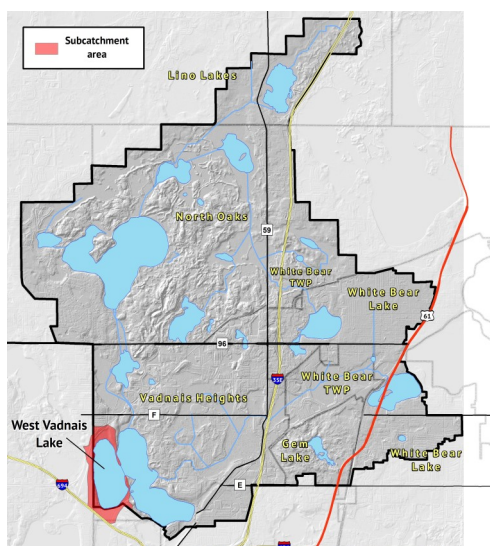 Subcatchment
area
Lino Lakes
North Oaks
59
White Bear
TWP
White Bear
Lake
61
96
35E
White Bear
TWP
Vadnais Heights
F
West Vadnais
Lake
Gem
Lake
White Bear
Lake
694
E